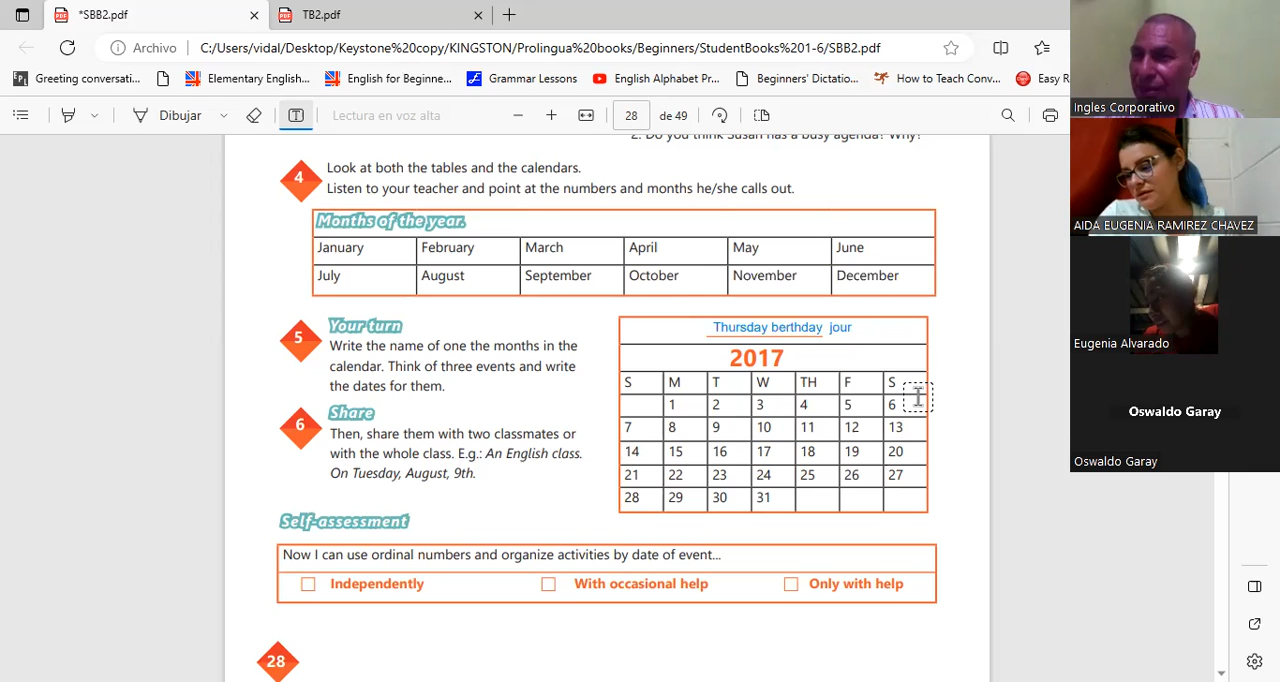 *SBB2.pdf
TB2.pdf
Archivo
C:/Users/vidal/Desktop/Keystone%20copy/KINGSTON/Prolingua%20books/Beginners/StudentBooks%201-6/SBB2.pdf
Greeting conversati...
Elementary English...
English for Beginne...
Grammar Lessons
English Alphabet Pr...
Beginners' Dictatio...
How to Teach Conv...
Easy R
Dibujar
Lectura en voz alta
28 de 49
2. Do you think Susan has a busy agenda? Why?
4
Look at both the tables and the calendars.
Listen to your teacher and point at the numbers and months he/she calls out.
Months of the year.
January February March April May June
July August September October November December
5
Your turn
Write the name of one the months in the
calendar. Think of three events and write
the dates for them.
6
Share
Then, share them with two classmates or
with the whole class. E.g.: An English class.
On Tuesday, August, 9th.
Thursday berthday jour
2017
S M T W TH F S
1 2 3 4 5 6
7 8 9 10 11 12 13
14 15 16 17 18 19 20
21 22 23 24 25 26 27
28 29 30 31
Self-assessment
Now I can use ordinal numbers and organize activities by date of event...
Independently
With occasional help
Only with help
28
Ingles Corporativo
AIDA EUGENIA RAMIREZ CHAVEZ
Eugenia Alvarado
Oswaldo Garay
Oswaldo Garay